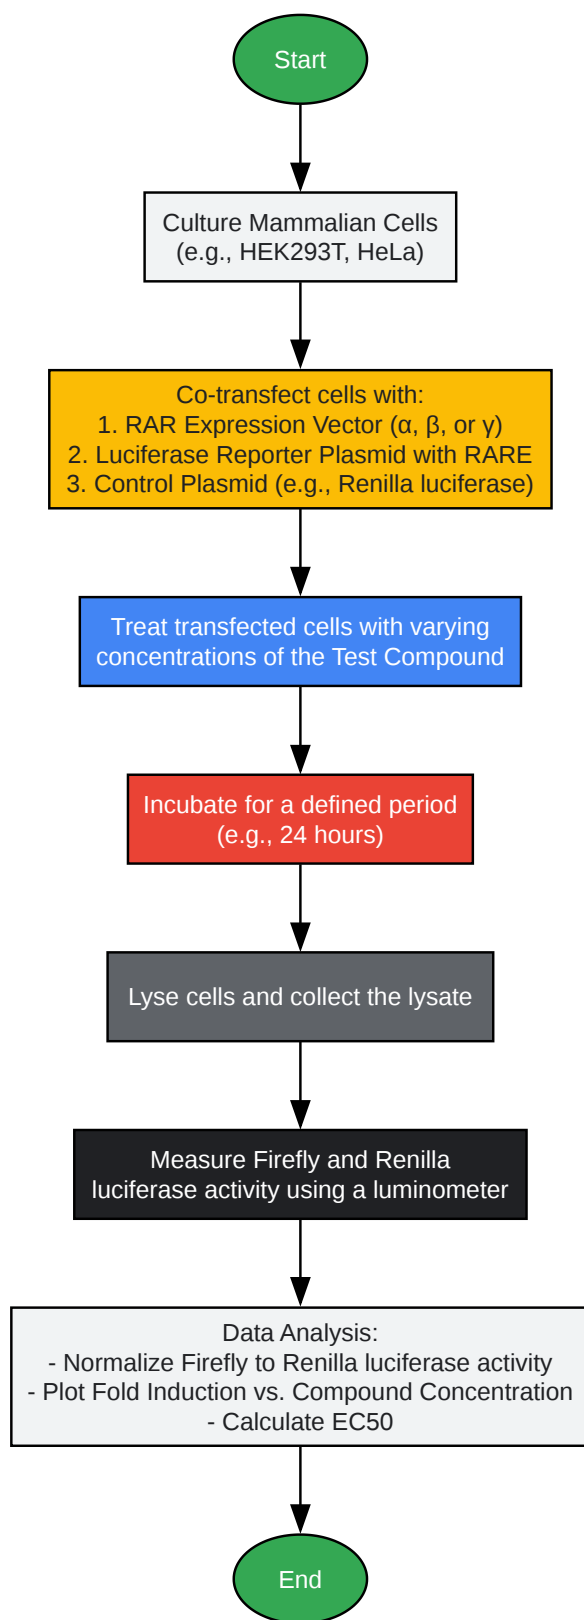 Start
Culture Mammalian Cells
(e.g., HEK293T, HeLa)
Co-transfect cells with:
1. RAR Expression Vector (α, β, or γ)
2. Luciferase Reporter Plasmid with RARE
3. Control Plasmid (e.g., Renilla luciferase)
Treat transfected cells with varying
concentrations of the Test Compound
Incubate for a defined period
(e.g., 24 hours)
Lyse cells and collect the lysate
Measure Firefly and Renilla
luciferase activity using a luminometer
Data Analysis:
- Normalize Firefly to Renilla luciferase activity
- Plot Fold Induction vs. Compound Concentration
- Calculate EC50
End